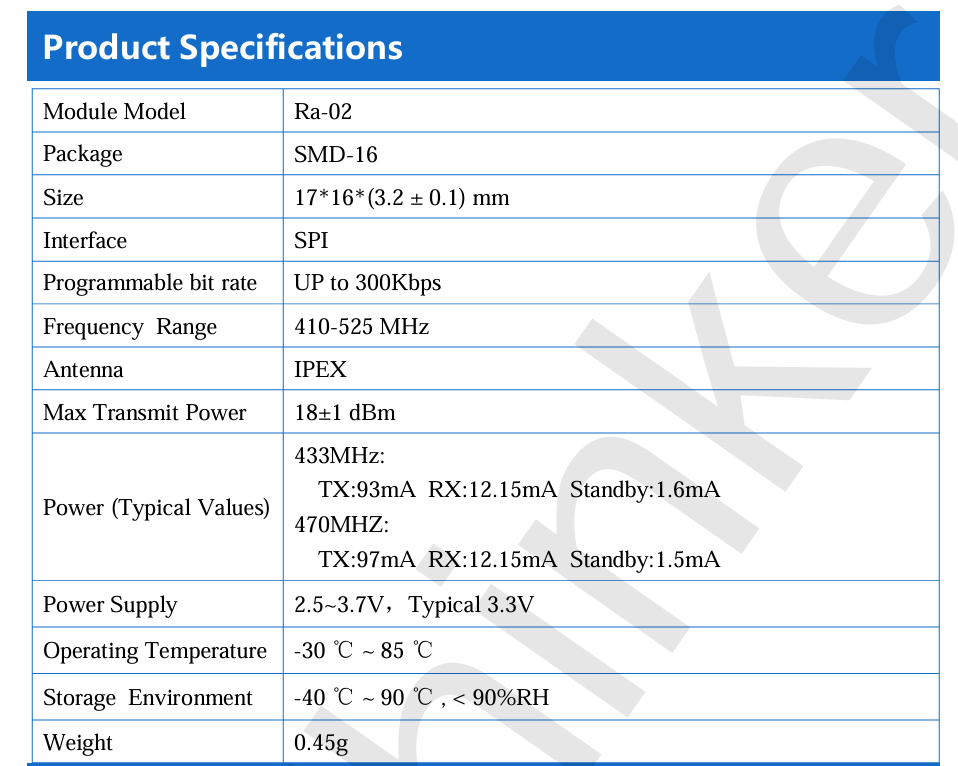 Product Specifications
Module Model Ra-02
Package SMD-16
Size 17*16*(3.2 ± 0.1) mm
Interface SPI
Programmable bit rate UP to 300Kbps
Frequency Range 410-525 MHz
Antenna IPEX
Max Transmit Power 18±1 dBm
Power (Typical Values) 433MHz:
TX:93mA RX:12.15mA Standby:1.6mA
470MHZ:
TX:97mA RX:12.15mA Standby:1.5mA
Power Supply 2.5~3.7V，Typical 3.3V
Operating Temperature -30 ℃ ~ 85 ℃
Storage Environment -40 ℃ ~ 90 ℃ , < 90%RH
Weight 0.45g
hinker